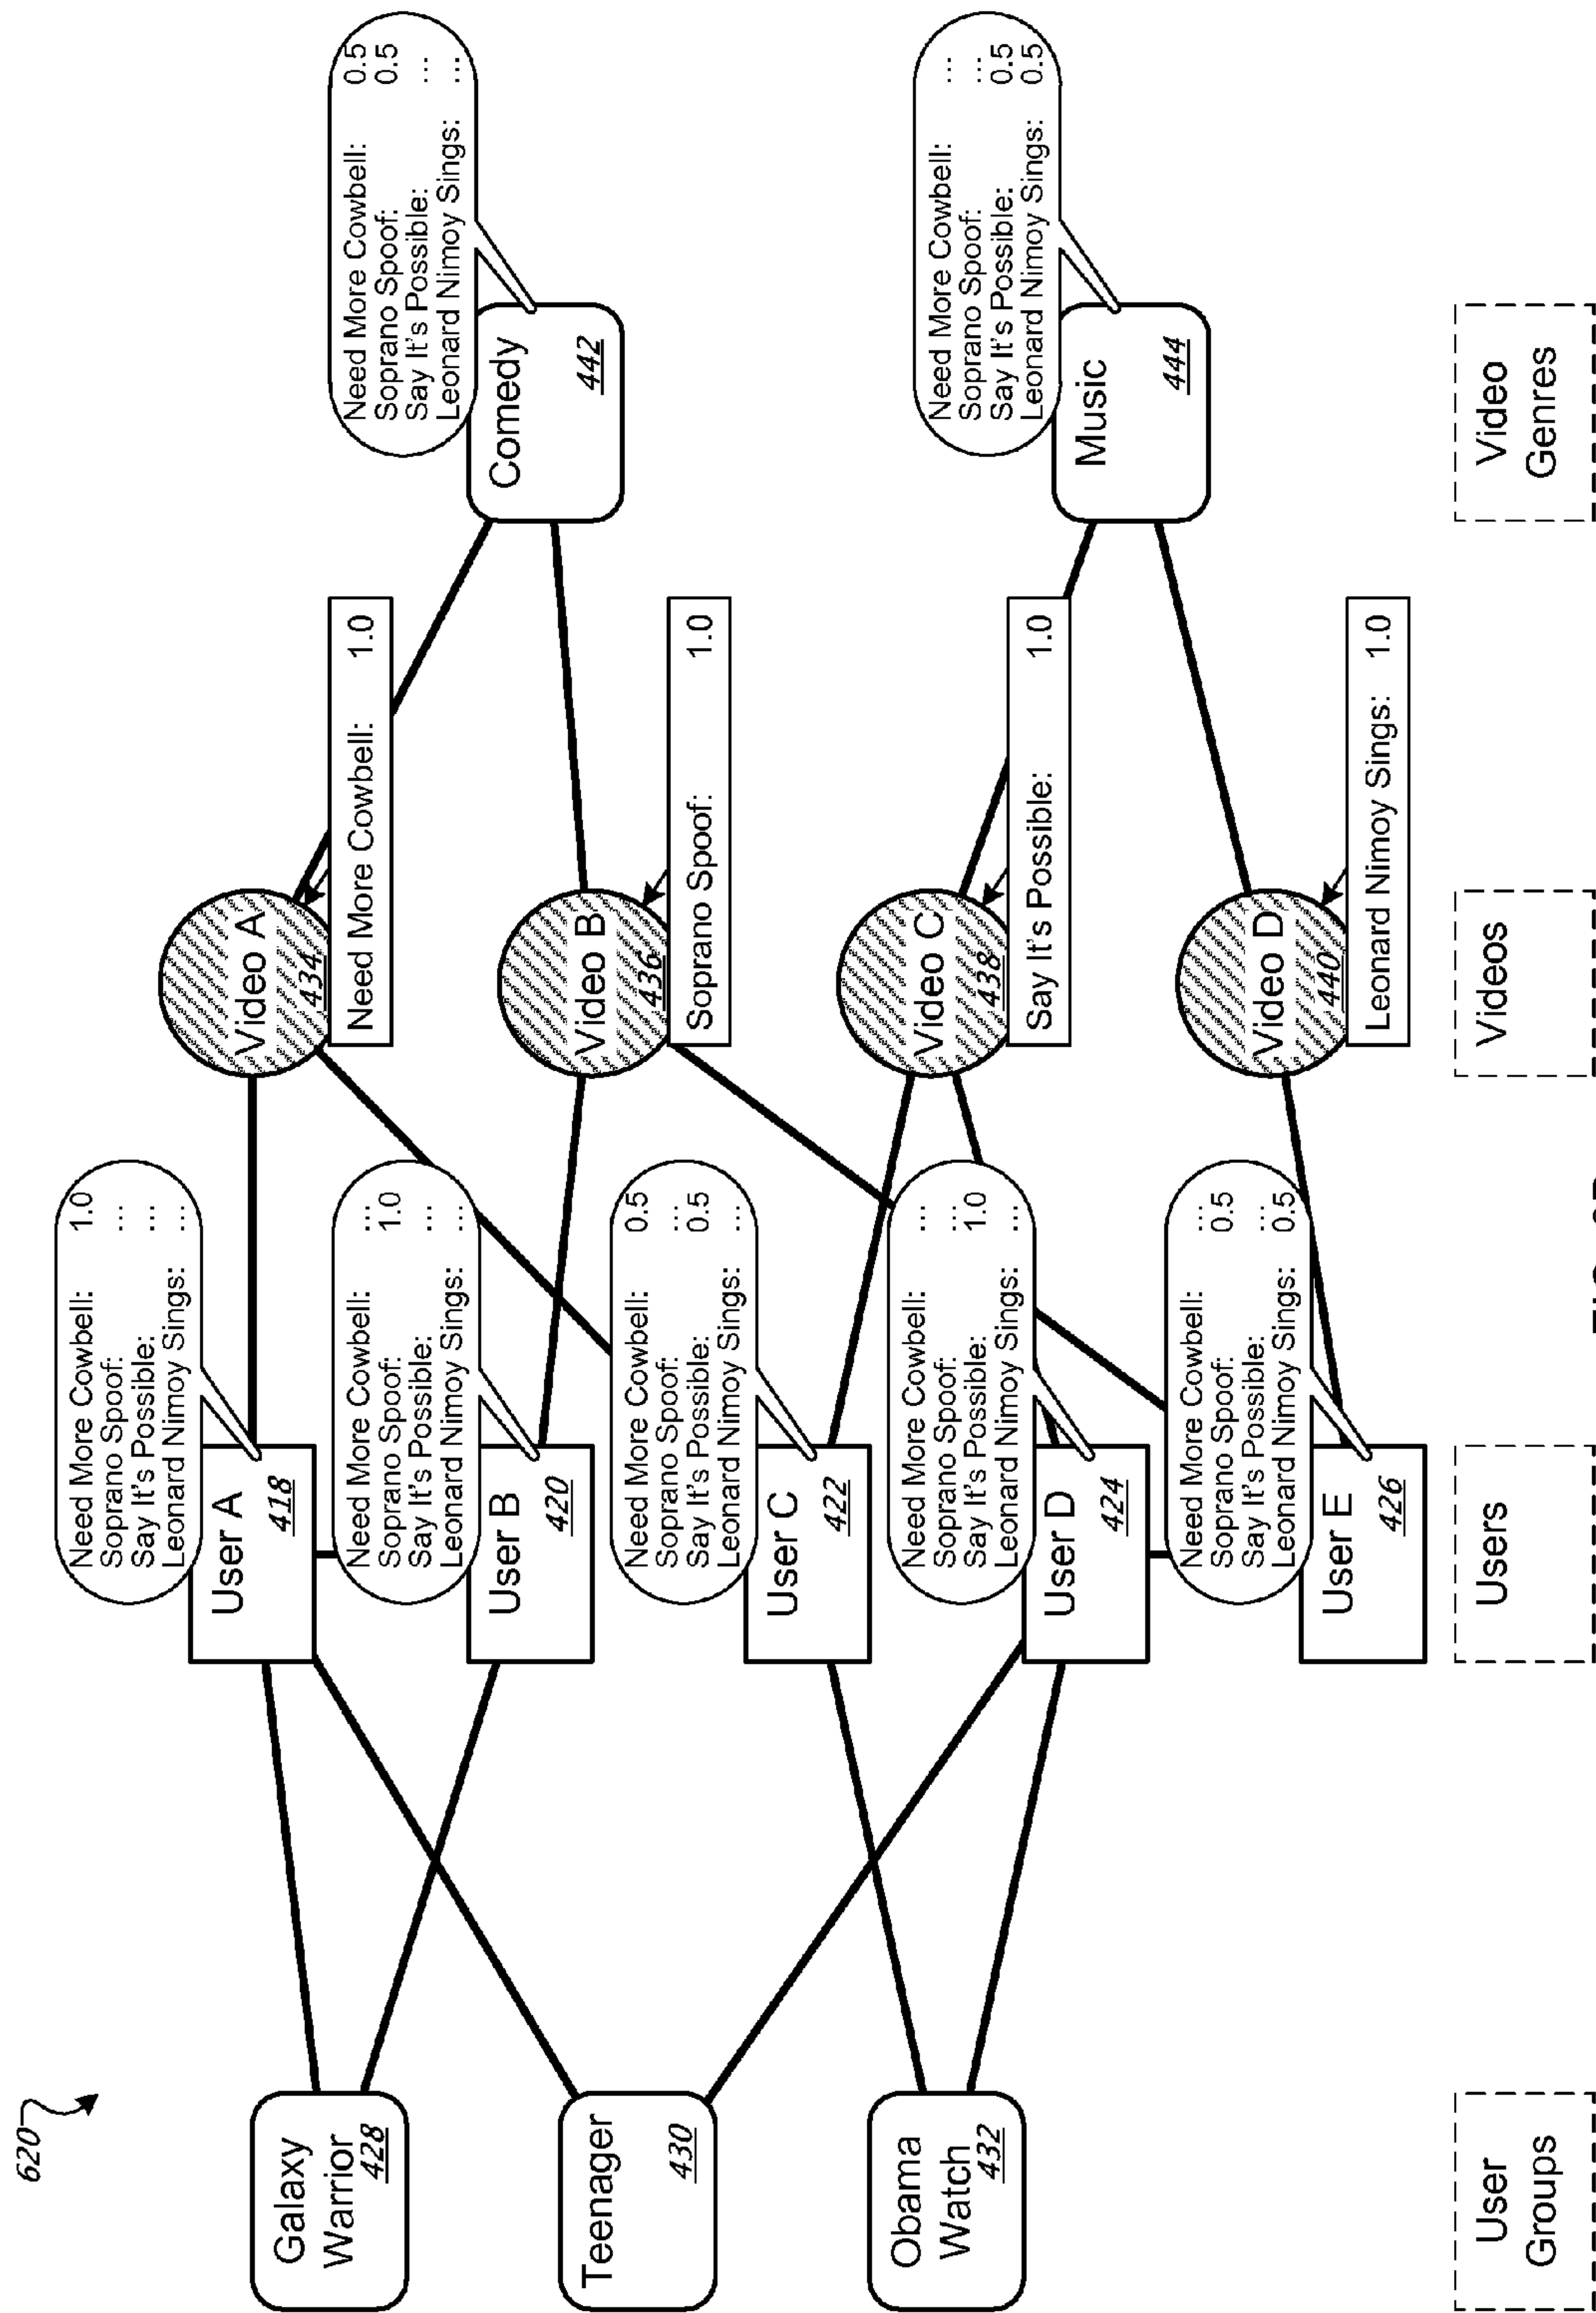 620
Galaxy
Warrior
428
Teenager
430
Obama
Watch
432
Need More Cowbell: 1.0
Soprano Spoof: ...
Say It's Possible: ...
Leonard Nimoy Sings: ...
User A
418
Need More Cowbell: ...
Soprano Spoof: 1.0
Say It's Possible: ...
Leonard Nimoy Sings: ...
User B
420
Need More Cowbell: 0.5
Soprano Spoof: ...
Say It's Possible: 0.5
Leonard Nimoy Sings: ...
User C
422
Need More Cowbell: ...
Soprano Spoof: ...
Say It's Possible: 1.0
Leonard Nimoy Sings: ...
User D
424
Need More Cowbell: ...
Soprano Spoof: 0.5
Say It's Possible: ...
Leonard Nimoy Sings: 0.5
User E
426
Video A
434
Need More Cowbell: 1.0
Video B
436
Soprano Spoof: 1.0
Video C
438
Say It's Possible: 1.0
Video D
440
Leonard Nimoy Sings: 1.0
Need More Cowbell: 0.5
Soprano Spoof: 0.5
Say It's Possible: ...
Leonard Nimoy Sings: ...
Comedy
442
Need More Cowbell: ...
Soprano Spoof: ...
Say It's Possible: 0.5
Leonard Nimoy Sings: 0.5
Music
444
User
Groups
Users
Videos
Video
Genres